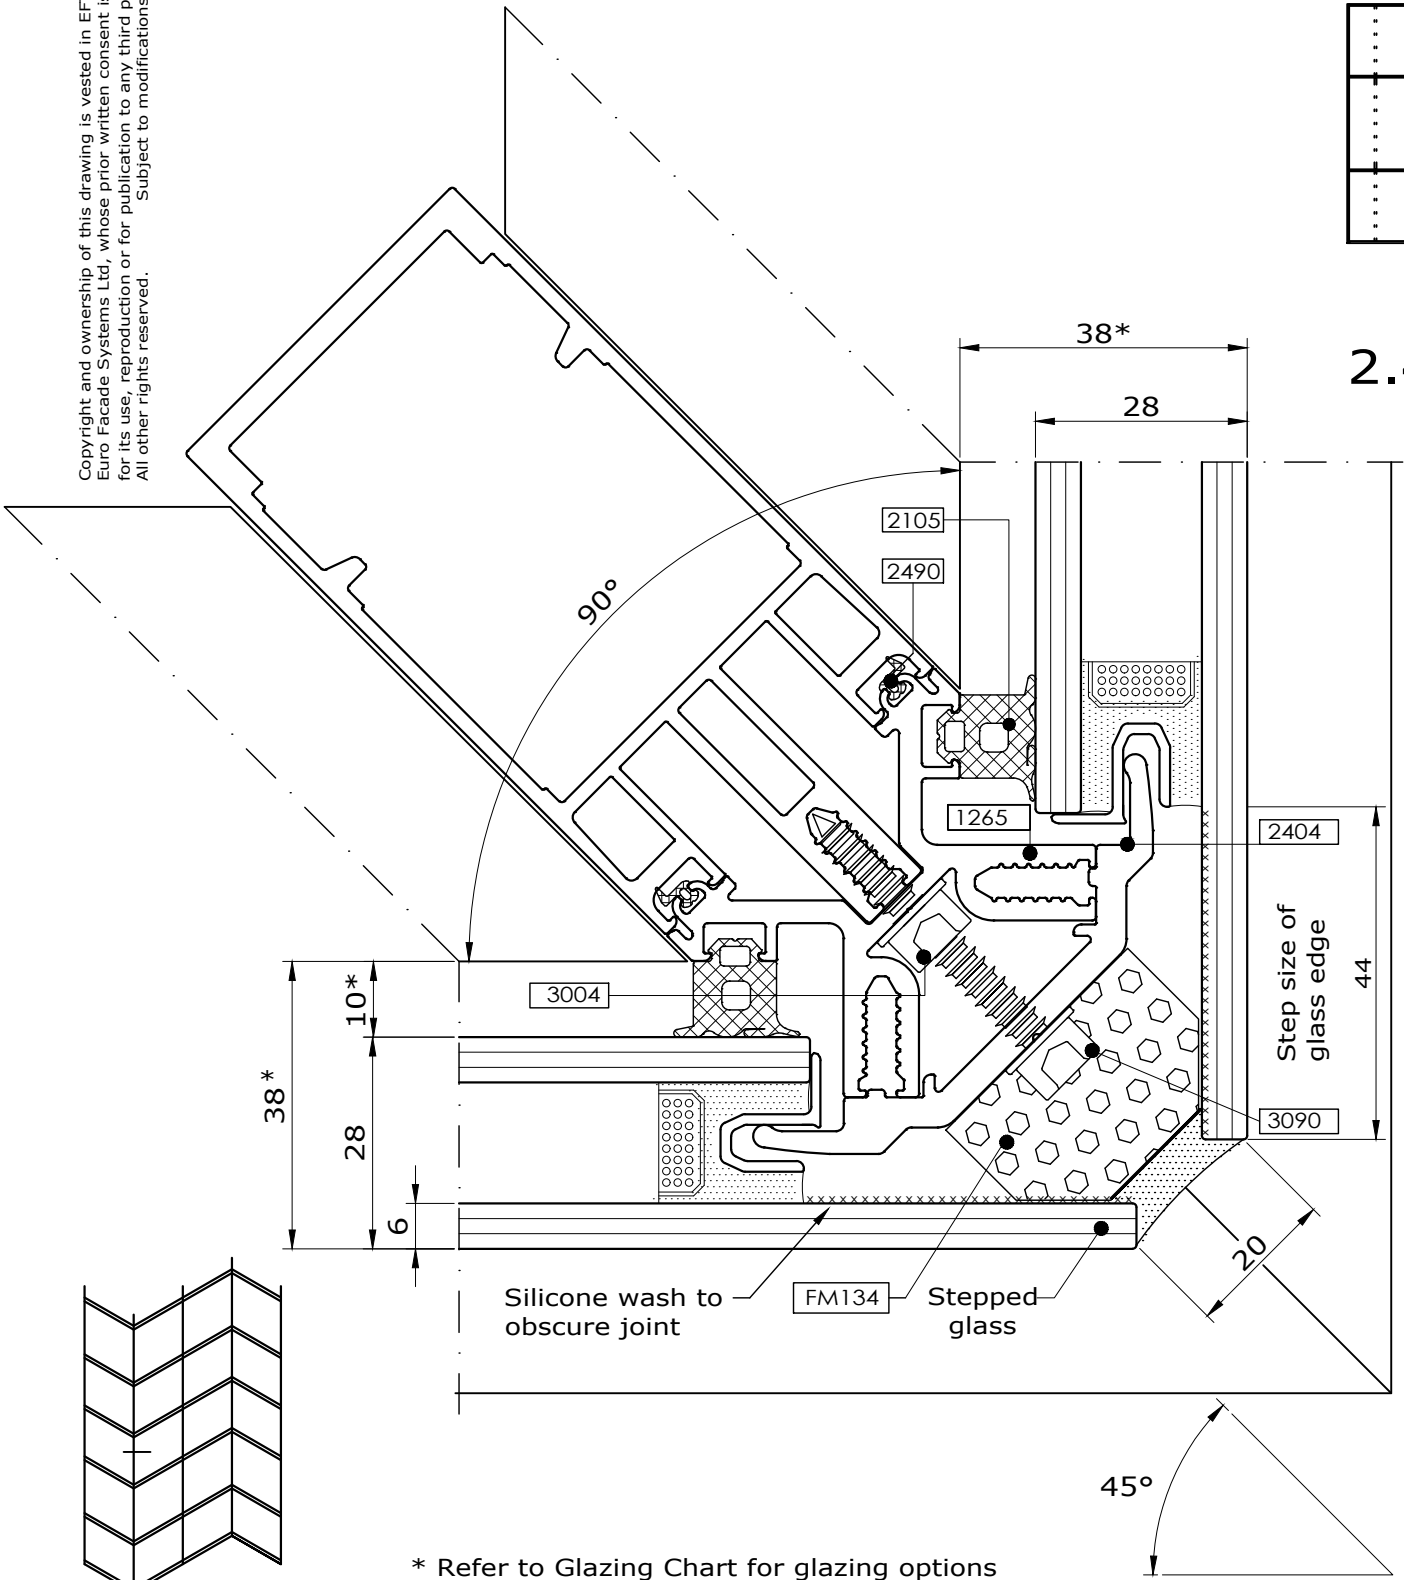 Copyright and ownership of this drawing is vested in EF
Euro Facade Systems Ltd, whose prior written consent is
for its use, reproduction or for publication to any third p
All other rights reserved. Subject to modifications
38*
28
2.
2105
2490
90°
1265
2404
Step size of
glass edge
44
3004
10*
38*
28
6
3090
20
Silicone wash to
obscure joint
FM134
Stepped
glass
45°
* Refer to Glazing Chart for glazing options